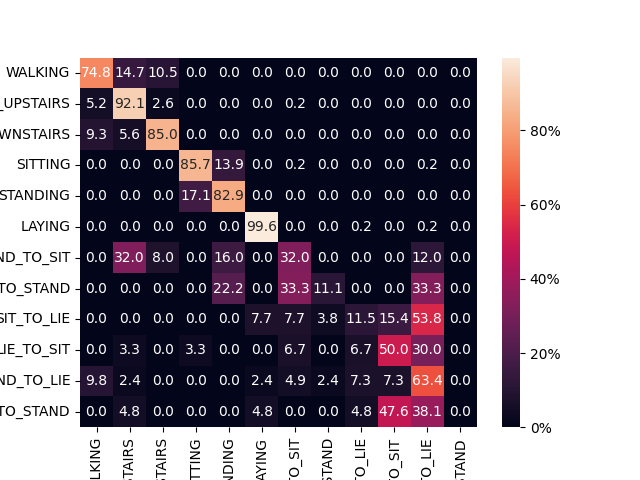 WALKING 74.8 14.7 10.5 0.0 0.0 0.0 0.0 0.0 0.0 0.0 0.0 0.0
_UPSTAIRS 5.2 92.1 2.6 0.0 0.0 0.0 0.2 0.0 0.0 0.0 0.0 0.0
WNSTAIRS 9.3 5.6 85.0 0.0 0.0 0.0 0.0 0.0 0.0 0.0 0.0 0.0
SITTING 0.0 0.0 0.0 85.7 13.9 0.0 0.2 0.0 0.0 0.0 0.2 0.0
STANDING 0.0 0.0 0.0 17.1 82.9 0.0 0.0 0.0 0.0 0.0 0.0 0.0
LAYING 0.0 0.0 0.0 0.0 0.0 99.6 0.0 0.0 0.2 0.0 0.2 0.0
ND_TO_SIT 0.0 32.0 8.0 0.0 16.0 0.0 32.0 0.0 0.0 0.0 12.0 0.0
TO_STAND 0.0 0.0 0.0 0.0 22.2 0.0 33.3 11.1 0.0 0.0 33.3 0.0
SIT_TO_LIE 0.0 0.0 0.0 0.0 0.0 7.7 7.7 3.8 11.5 15.4 53.8 0.0
LIE_TO_SIT 0.0 3.3 0.0 3.3 0.0 0.0 6.7 0.0 6.7 50.0 30.0 0.0
ND_TO_LIE 9.8 2.4 0.0 0.0 0.0 2.4 4.9 2.4 7.3 7.3 63.4 0.0
TO_STAND 0.0 4.8 0.0 0.0 0.0 4.8 0.0 0.0 4.8 47.6 38.1 0.0
LKING
TAIRS
TAIRS
TTING
NDING
AYING
TO_SIT
STAND
TO_LIE
TO_SIT
TO_LIE
STAND
80%
60%
40%
20%
0%